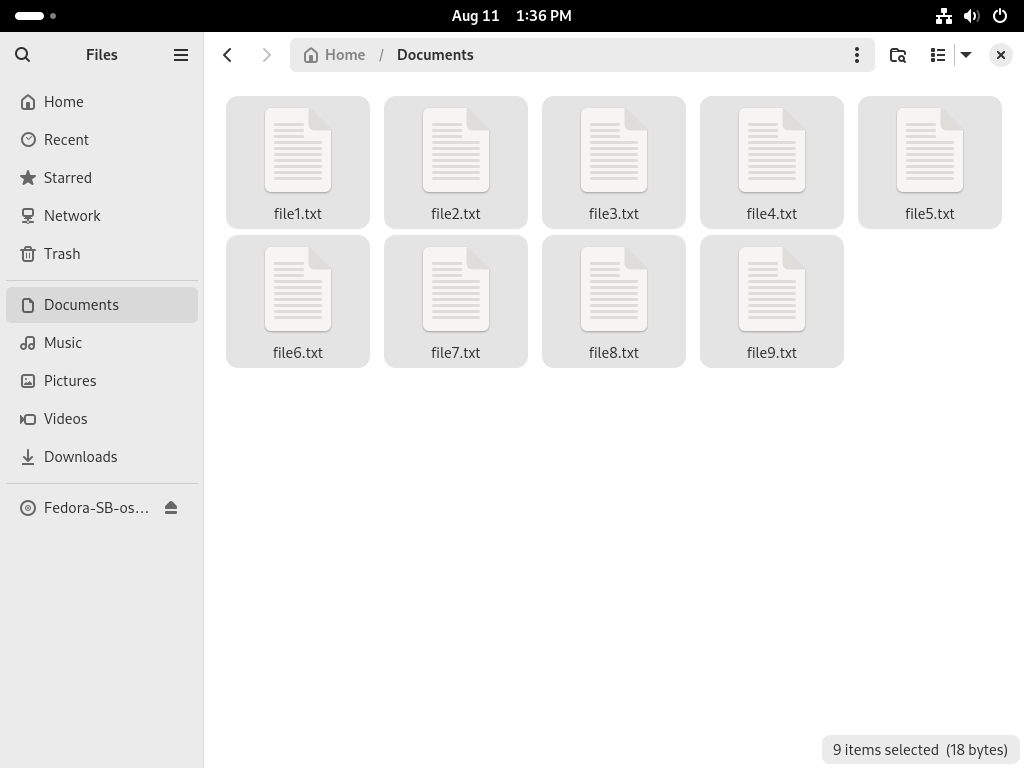 Aug 11 1:36 PM
Files
Home / Documents
Home
Recent
Starred
Network
Trash
Documents
Music
Pictures
Videos
Downloads
Fedora-SB-os…
file1.txt file2.txt file3.txt file4.txt file5.txt
file6.txt file7.txt file8.txt file9.txt
9 items selected (18 bytes)